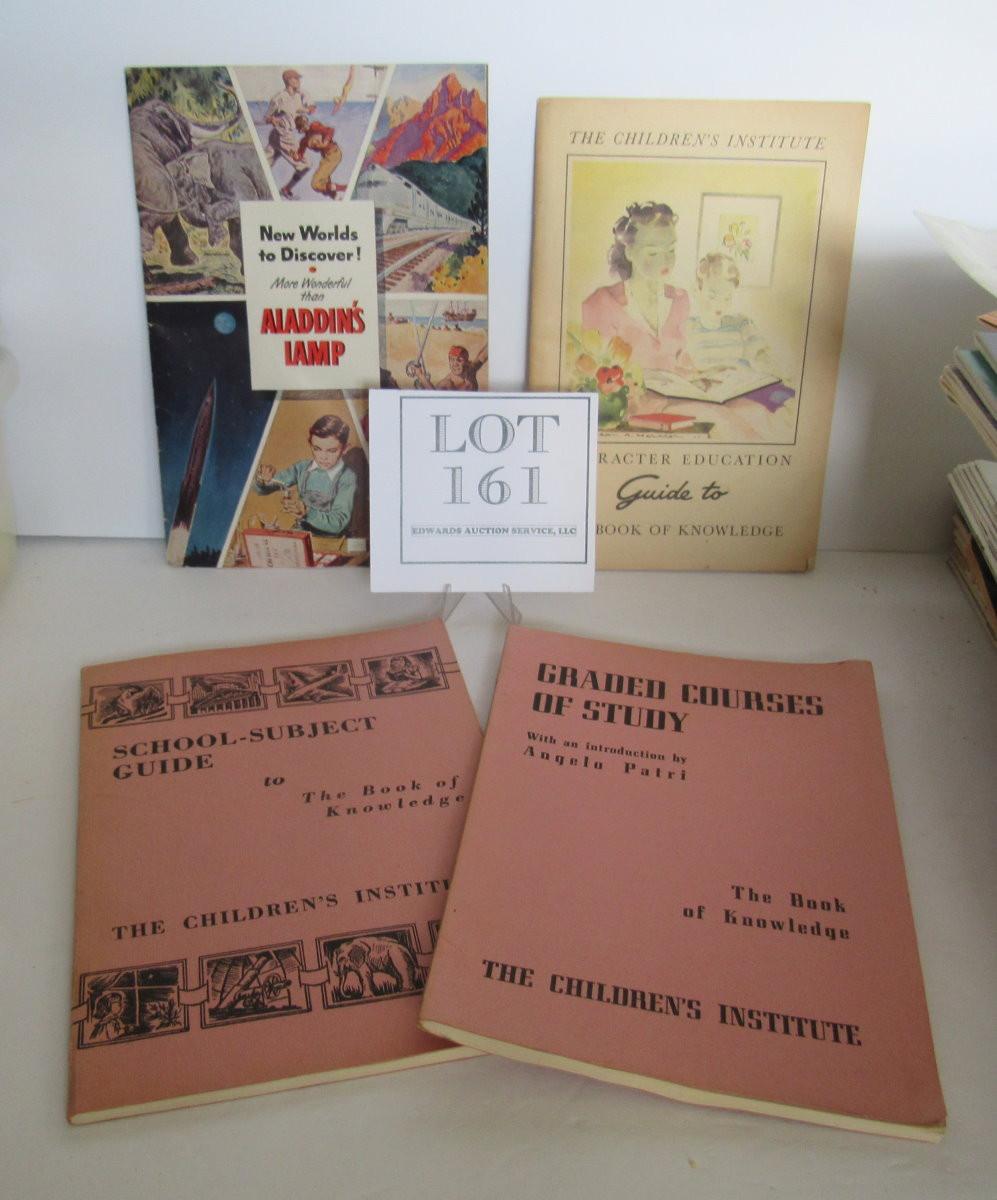 New Worlds
to Discover!
More Wonderful
than
ALADDIN'S
LAMP
THE CHILDREN'S INSTITUTE
RACTER EDUCATION
Guide to
BOOK OF KNOWLEDGE
LOT
161
EDWARDS AUCTION SERVICE, LLC
SCHOOL-SUBJECT
GUIDE
to
The Book of
Knowledge
THE CHILDREN'S INSTIT
GRADED COURSES
OF STUDY
With an introduction by
Angelo Patri
The Book
of Knowledge
THE CHILDREN'S INSTITUTE